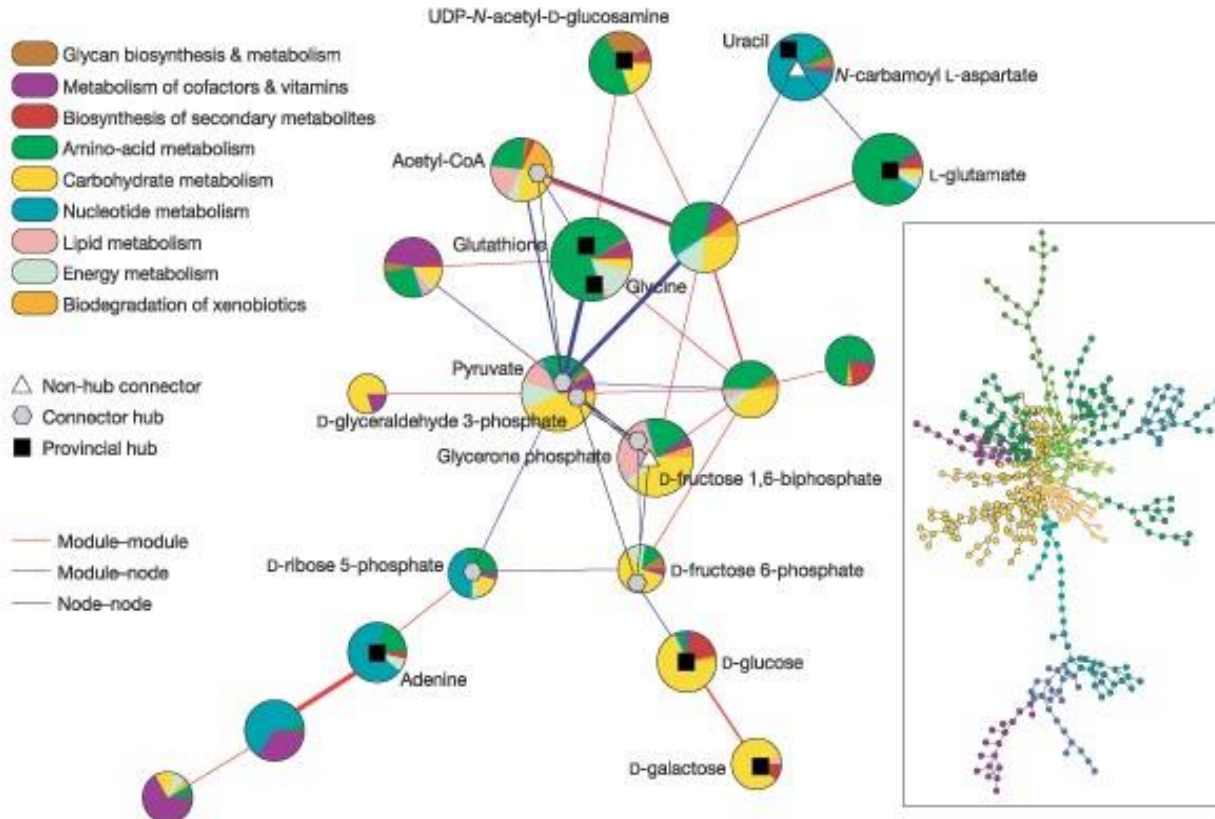 UDP-N-acetyl-D-glucosamine
Uracil
N-carbamoyl L-aspartate
Glycan biosynthesis & metabolism
Metabolism of cofactors & vitamins
Biosynthesis of secondary metabolites
Amino-acid metabolism
Carbohydrate metabolism
Nucleotide metabolism
Lipid metabolism
Energy metabolism
Biodegradation of xenobiotics
Acetyl-CoA
L-glutamate
Glutathione
Glycine
Non-hub connector
Connector hub
Provincial hub
Pyruvate
D-glyceraldehyde 3-phosphate
Glycerone phosphate
D-fructose 1,6-biphosphate
Module–module
Module–node
Node–node
D-ribose 5-phosphate
D-fructose 6-phosphate
Adenine
D-glucose
D-galactose